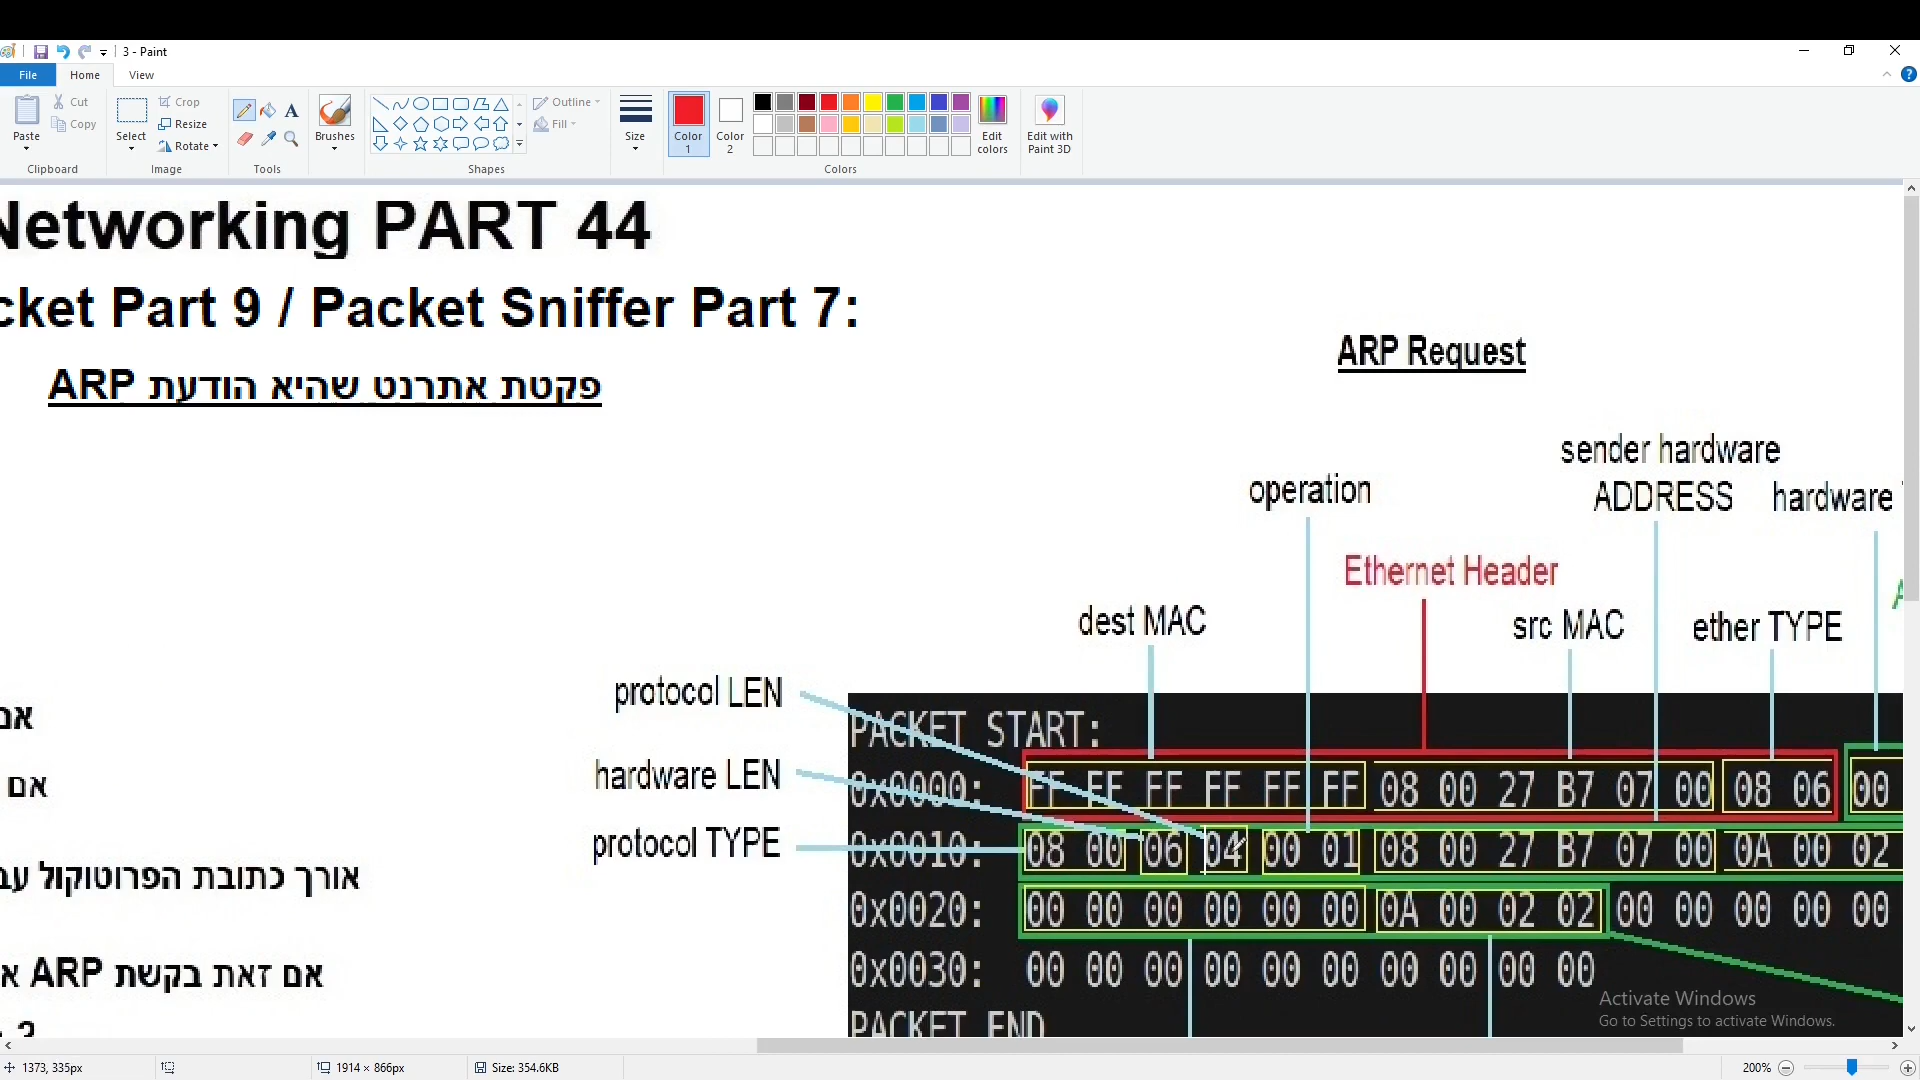 3 - Paint
File Home View
Paste
Cut
Copy
Clipboard
Select
Crop
Resize
Rotate
Image
Tools
Brushes
Shapes
Outline
Fill
Size
Color 1
Color 2
Edit colors
Colors
Edit with Paint 3D
Networking PART 44
cket Part 9 / Packet Sniffer Part 7:
פקטת אתרנט שהיא הודעת ARP
ARP Request
sender hardware
ADDRESS
hardware
operation
Ethernet Header
dest MAC
src MAC
ether TYPE
protocol LEN
hardware LEN
protocol TYPE
PACKET START:
0x0000: FF FF FF FF FF FF 08 00 27 B7 07 00 08 06 00
0x0010: 08 00 06 04 00 01 08 00 27 B7 07 00 0A 00 02
0x0020: 00 00 00 00 00 00 0A 00 02 02 00 00 00 00 00
0x0030: 00 00 00 00 00 00 00 00 00 00
PACKET END
אם
אם
אורך כתובת הפרוטוקול עב
אם זאת בקשת ARP א
Activate Windows
Go to Settings to activate Windows.
1373, 335px
1914 × 866px
Size: 354.6KB
200%